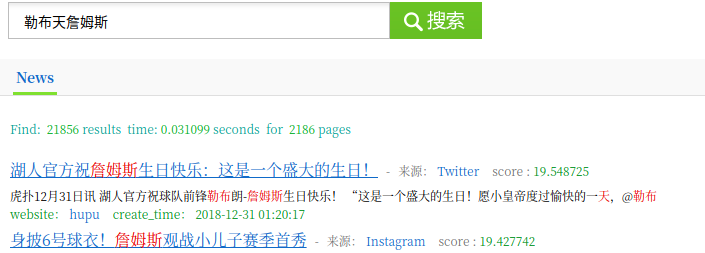 勒布天詹姆斯 搜索
News
Find: 21856 results time: 0.031099 seconds for 2186 pages
湖人官方祝詹姆斯生日快乐：这是一个盛大的生日！ - 来源： Twitter score : 19.548725
虎扑12月31日讯 湖人官方祝球队前锋勒布朗-詹姆斯生日快乐！ “这是一个盛大的生日！愿小皇帝度过愉快的一天，@勒布
website： hupu create_time： 2018-12-31 01:20:17
身披6号球衣！詹姆斯观战小儿子赛季首秀 - 来源： Instagram score : 19.427742